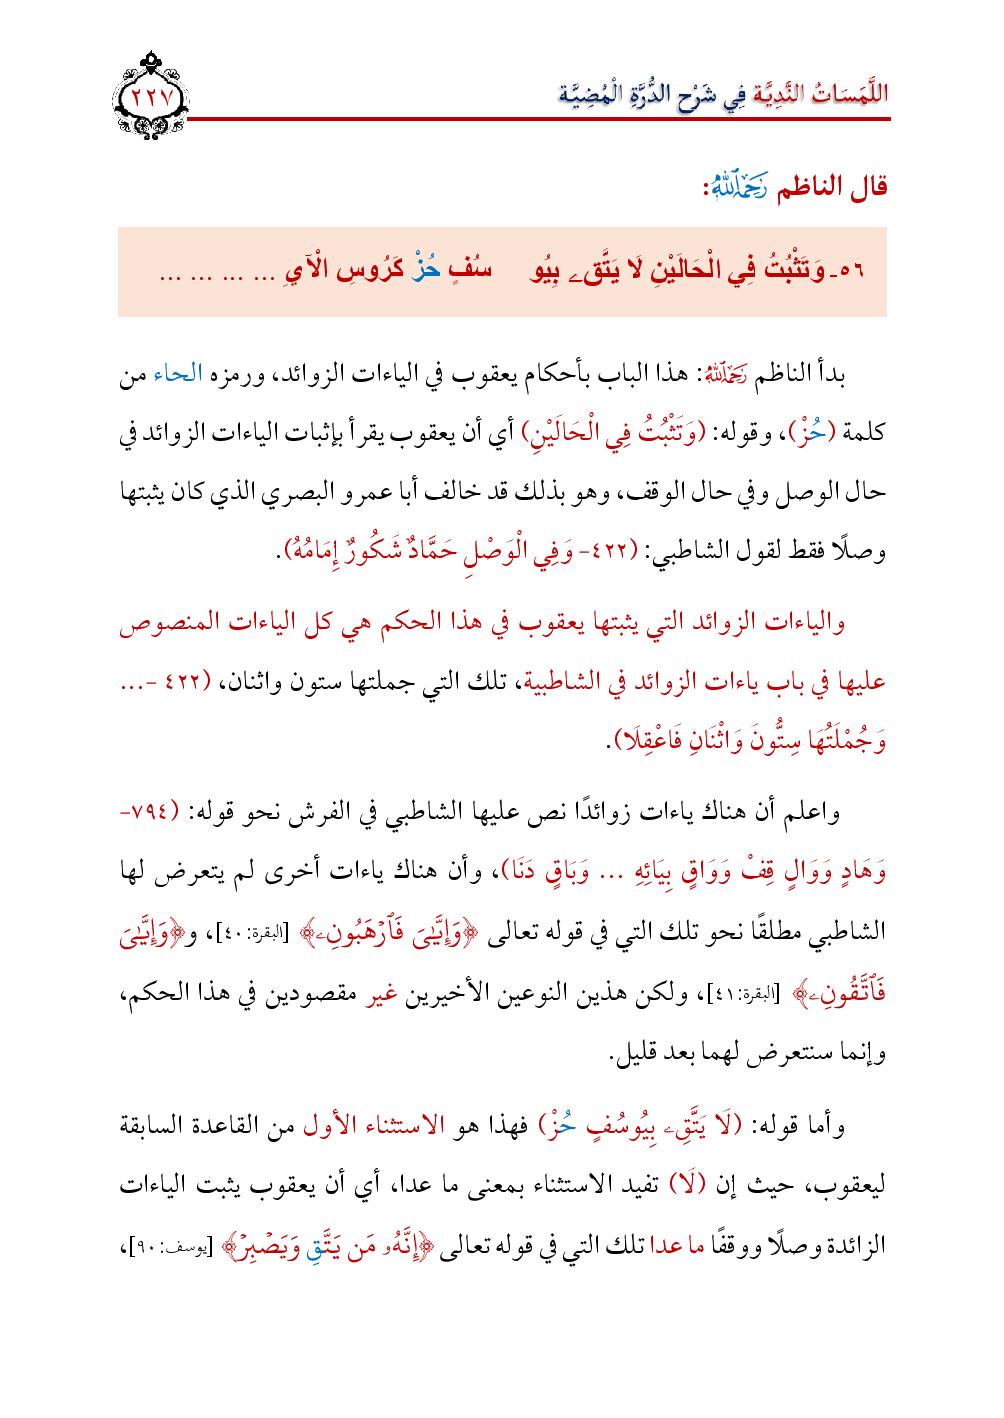 اللَّمَسَاتُ النَّدِيَّة فِي شَرْح الدُّرَّةِ الْمُضِيَّة
٢٢٧
قال الناظم رَحِمَهُ ٱللَّهُ:
٥٦- وَتَثْبُتُ فِي الْحَالَيْنِ لَا يَتَّقِے بِيُو سُفٍ حُزْ كَرُوسِ الْآيِ ... ... ... ...
بدأ الناظم رَحِمَهُ ٱللَّهُ: هذا الباب بأحكام يعقوب في الياءات الزوائد، ورمزه الحاء من
كلمة (حُزْ)، وقوله: (وَتَثْبُتُ فِي الْحَالَيْنِ) أي أن يعقوب يقرأ بإثبات الياءات الزوائد في
حال الوصل وفي حال الوقف، وهو بذلك قد خالف أبا عمرو البصري الذي كان يثبتها
وصلًا فقط لقول الشاطبي: (٤٢٢- وَفِي الْوَصْلِ حَمَّادٌ شَكُورٌ إِمَامُهُ).
والياءات الزوائد التي يثبتها يعقوب في هذا الحكم هي كل الياءات المنصوص
عليها في باب ياءات الزوائد في الشاطبية، تلك التي جملتها ستون واثنان، (٤٢٢ -...
وَجُمْلَتُهَا سِتُّونَ وَاثْنَانِ فَاعْقِلَا).
واعلم أن هناك ياءات زوائدًا نص عليها الشاطبي في الفرش نحو قوله: (٧٩٤-
وَهَادٍ وَوَالٍ قِفْ وَوَاقٍ بِيَائِهِ ... وَبَاقٍ دَنَا)، وأن هناك ياءات أخرى لم يتعرض لها
الشاطبي مطلقًا نحو تلك التي في قوله تعالى ﴿وَإِيَّٰيَ فَٱرْهَبُونِۦ﴾ [البقرة:٤٠]، و﴿وَإِيَّٰيَ
فَٱتَّقُونِۦ﴾ [البقرة:٤١]، ولكن هذين النوعين الأخيرين غير مقصودين في هذا الحكم،
وإنما سنتعرض لهما بعد قليل.
وأما قوله: (لَا يَتَّقِے بِيُوسُفٍ حُزْ) فهذا هو الاستثناء الأول من القاعدة السابقة
ليعقوب، حيث إن (لَا) تفيد الاستثناء بمعنى ما عدا، أي أن يعقوب يثبت الياءات
الزائدة وصلًا ووقفًا ما عدا تلك التي في قوله تعالى ﴿إِنَّهُۥ مَن يَتَّقِ وَيَصْبِرْ﴾ [يوسف:٩٠]،